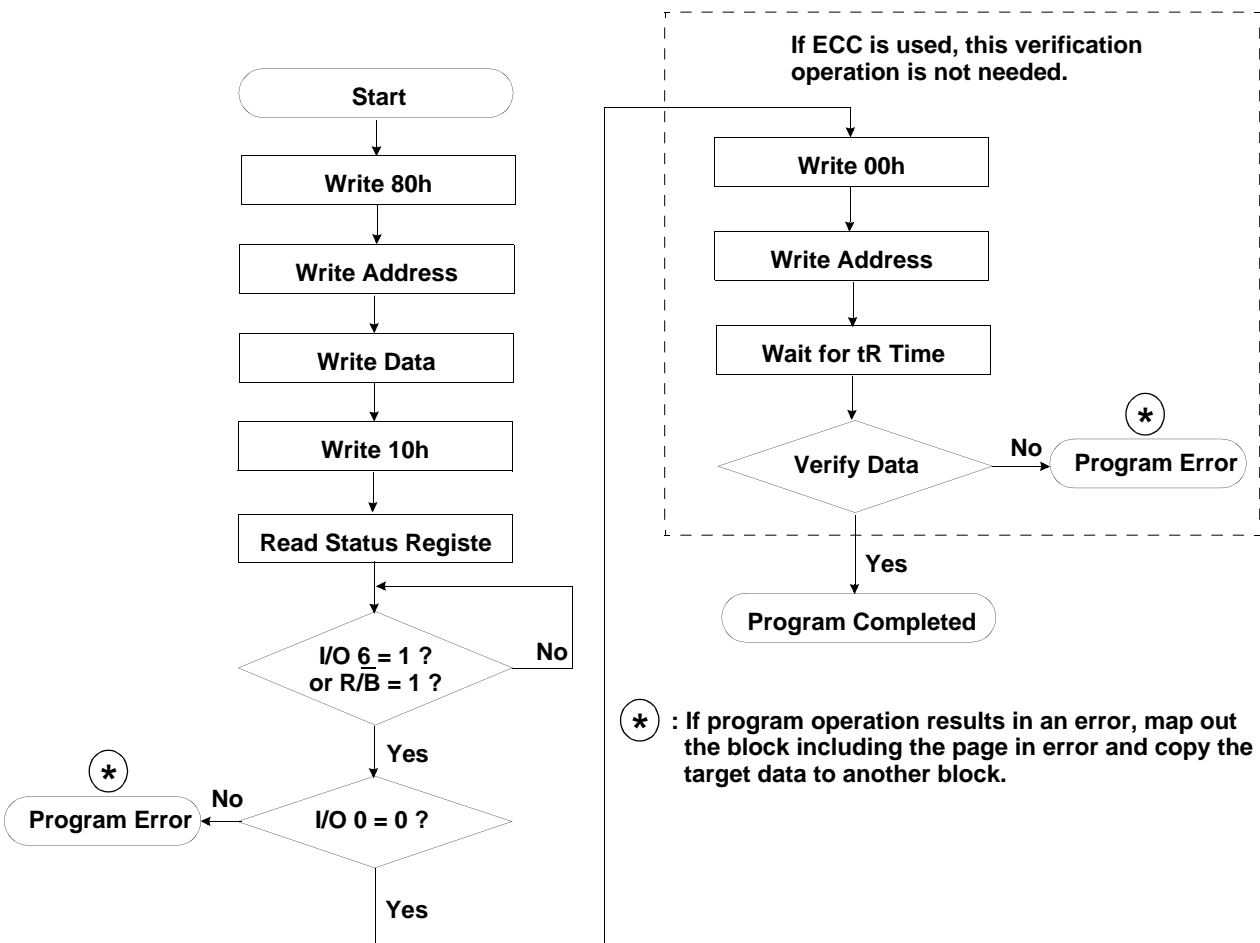 Start
Write 80h
Write Address
Write Data
Write 10h
Read Status Registe
I/O 6 = 1 ?
or R/B = 1 ?
No
Yes
*
No
Program Error
I/O 0 = 0 ?
Yes
If ECC is used, this verification
operation is not needed.
Write 00h
Write Address
Wait for tR Time
*
Verify Data
No
Program Error
Yes
Program Completed
* : If program operation results in an error, map out
the block including the page in error and copy the
target data to another block.